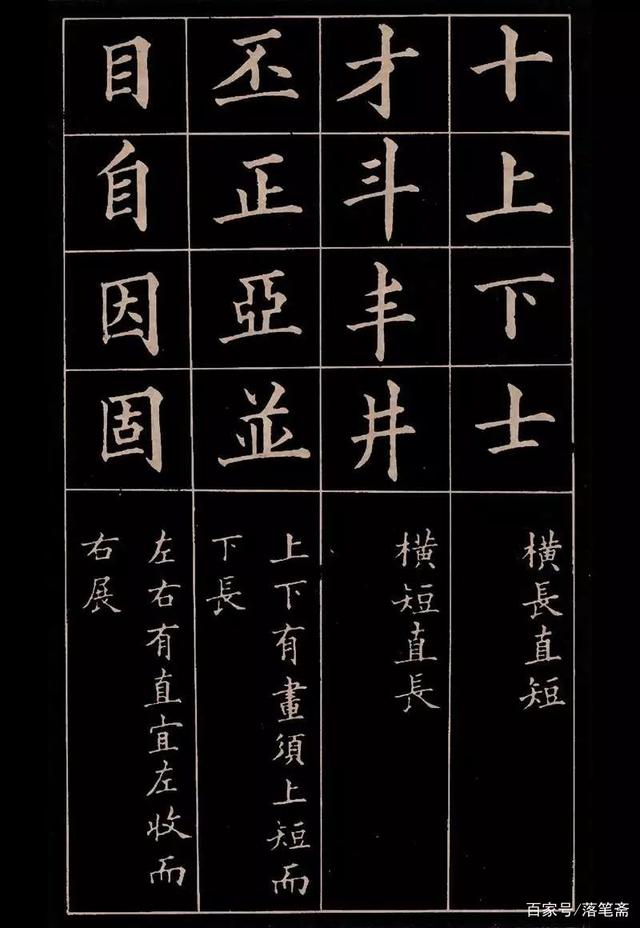 十上下士
橫長直短
才斗丰井
橫短直長
丕正亞並
上下有畫須上短而
下長
目自因固
左右有直宜左收而
右展
百家号/落笔斋